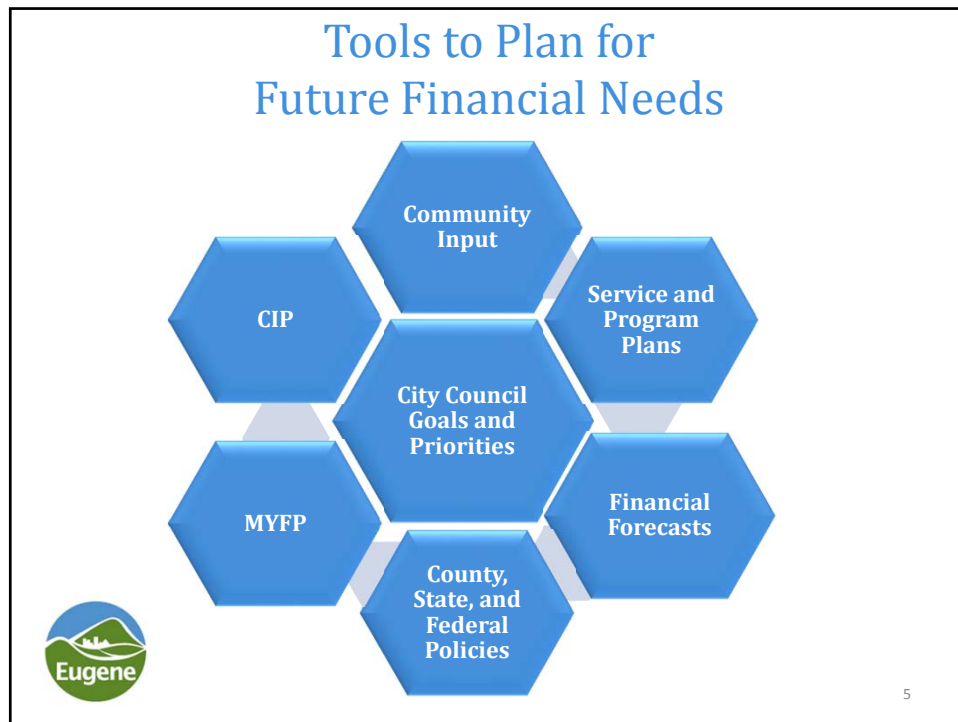 Tools to Plan for
Future Financial Needs
Community
Input
Service and
Program
Plans
CIP
City Council
Goals and
Priorities
MYFP
Financial
Forecasts
County,
State, and
Federal
Policies
Eugene
5